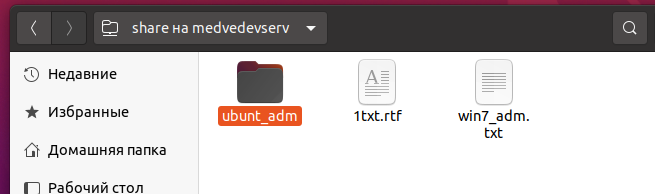 share на medvedevserv
Недавние
Избранные
Домашняя папка
Рабочий стол
ubunt_adm
1txt.rtf
win7_adm.
txt